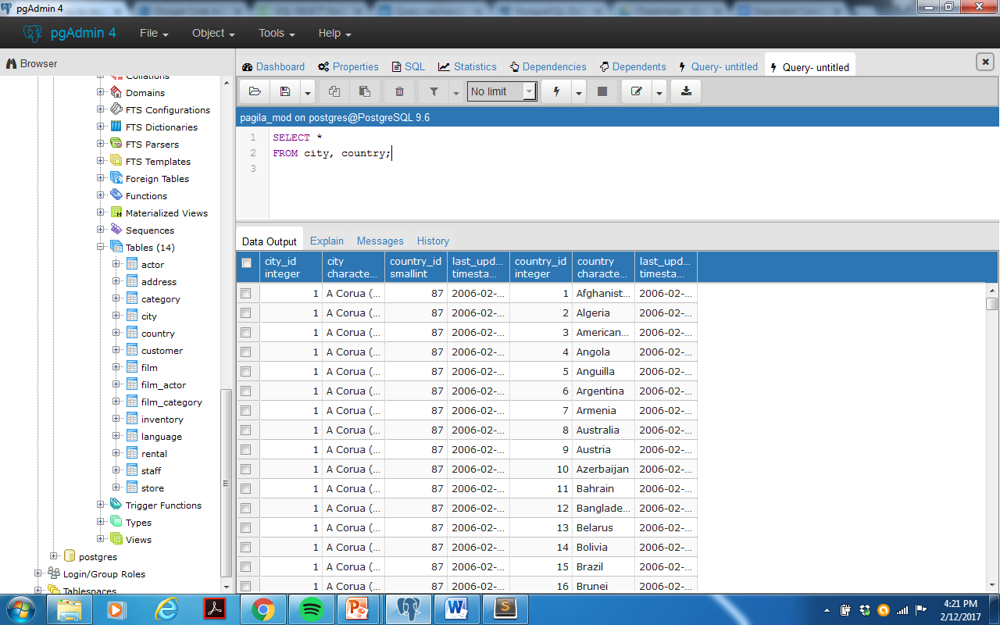 pgAdmin 4
pgAdmin 4 File Object Tools Help
Browser
Dashboard Properties SQL Statistics Dependencies Dependents Query- untitled Query- untitled
Collations
Domains
FTS Configurations
FTS Dictionaries
FTS Parsers
FTS Templates
Foreign Tables
Functions
Materialized Views
Sequences
Tables (14)
actor
address
category
city
country
customer
film
film_actor
film_category
inventory
language
rental
staff
store
Trigger Functions
Types
Views
postgres
Login/Group Roles
Tablespaces
No limit
pagila_mod on postgres@PostgreSQL 9.6
1 SELECT *
2 FROM city, country;
3
Data Output Explain Messages History
city_id city country_id last_upd... country_id country last_upd...
integer characte... smallint timesta... integer characte... timesta...
1 A Corua (... 87 2006-02-... 1 Afghanist... 2006-02-...
1 A Corua (... 87 2006-02-... 2 Algeria 2006-02-...
1 A Corua (... 87 2006-02-... 3 American... 2006-02-...
1 A Corua (... 87 2006-02-... 4 Angola 2006-02-...
1 A Corua (... 87 2006-02-... 5 Anguilla 2006-02-...
1 A Corua (... 87 2006-02-... 6 Argentina 2006-02-...
1 A Corua (... 87 2006-02-... 7 Armenia 2006-02-...
1 A Corua (... 87 2006-02-... 8 Australia 2006-02-...
1 A Corua (... 87 2006-02-... 9 Austria 2006-02-...
1 A Corua (... 87 2006-02-... 10 Azerbaijan 2006-02-...
1 A Corua (... 87 2006-02-... 11 Bahrain 2006-02-...
1 A Corua (... 87 2006-02-... 12 Banglade... 2006-02-...
1 A Corua (... 87 2006-02-... 13 Belarus 2006-02-...
1 A Corua (... 87 2006-02-... 14 Bolivia 2006-02-...
1 A Corua (... 87 2006-02-... 15 Brazil 2006-02-...
1 A Corua (... 87 2006-02-... 16 Brunei 2006-02-...
4:21 PM
2/12/2017